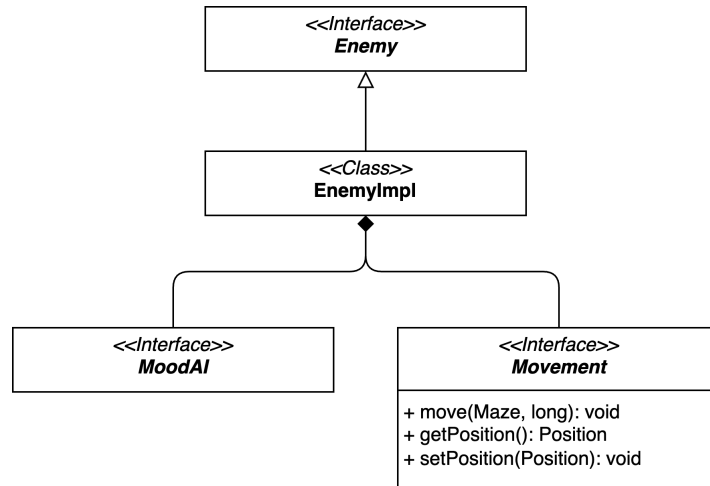 <<Interface>>
Enemy
<<Class>>
EnemyImpl
<<Interface>>
MoodAI
<<Interface>>
Movement
+ move(Maze, long): void
+ getPosition(): Position
+ setPosition(Position): void